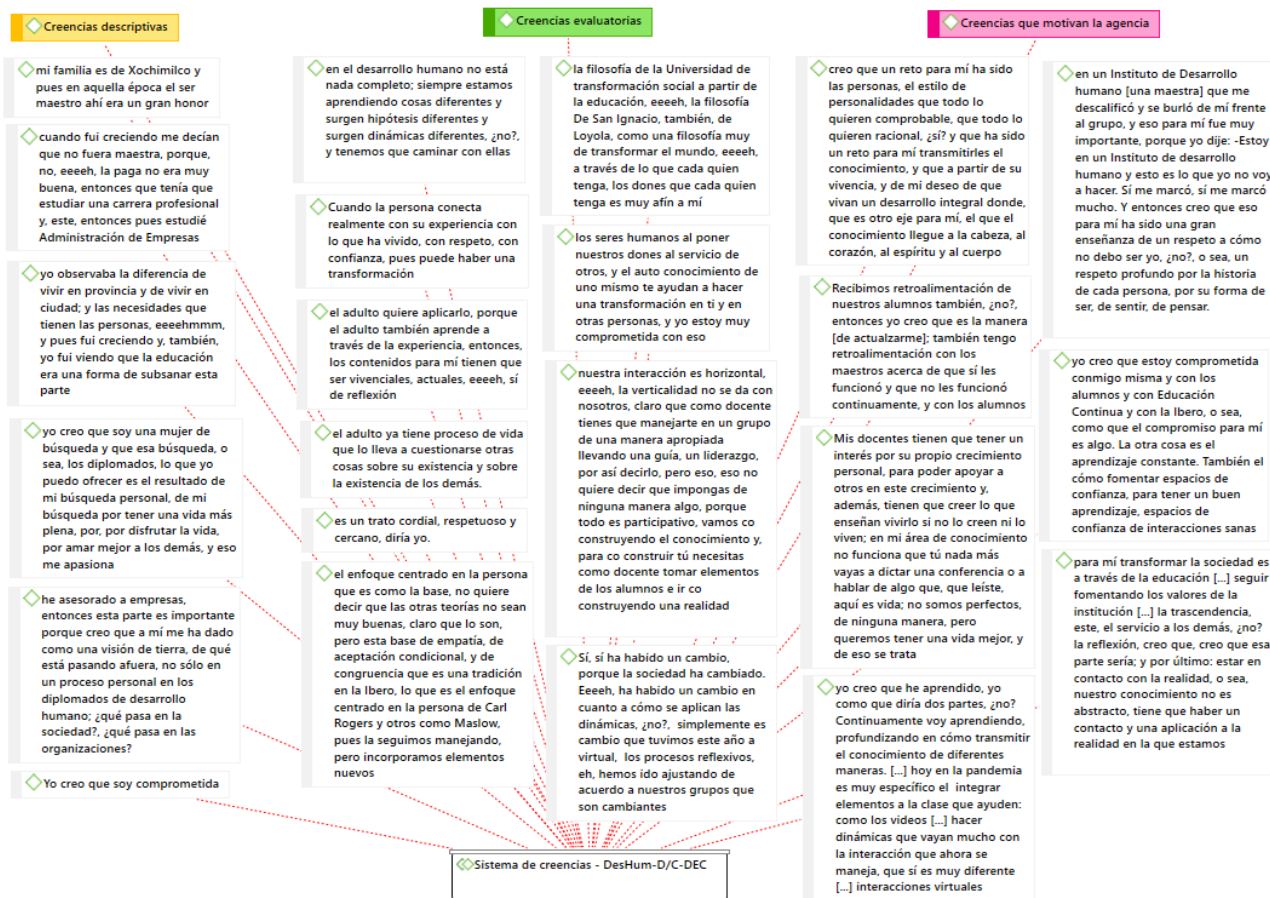 Creencias descriptivas
mi familia es de Xochimilco y
pues en aquella época el ser
maestro ahí era un gran honor
cuando fui creciendo me decían
que no fuera maestra, porque,
no, eeeeh, la paga no era muy
buena, entonces que tenía que
estudiar una carrera profesional
y, este, entonces pues estudié
Administración de Empresas
yo observaba la diferencia de
vivir en provincia y de vivir en
ciudad; y las necesidades que
tienen las personas, eeeehmmm,
y pues fui creciendo y, también,
yo fui viendo que la educación
era una forma de subsanar esta
parte
yo creo que soy una mujer de
búsqueda y que esa búsqueda, o
sea, los diplomados, lo que yo
puedo ofrecer es el resultado de
mi búsqueda personal, de mi
búsqueda por tener una vida más
plena, por, por disfrutar la vida,
por amar mejor a los demás, y eso
me apasiona
he asesorado a empresas,
entonces esta parte es importante
porque creo que a mí me ha dado
como una visión de tierra, de qué
está pasando afuera, no sólo en
un proceso personal en los
diplomados de desarrollo
humano; ¿qué pasa en la
sociedad?, ¿qué pasa en las
organizaciones?
Yo creo que soy comprometida
Creencias evaluatorias
en el desarrollo humano no está
nada completo; siempre estamos
aprendiendo cosas diferentes y
surgen hipótesis diferentes y
surgen dinámicas diferentes, ¿no?,
y tenemos que caminar con ellas
Cuando la persona conecta
realmente con su experiencia con
lo que ha vivido, con respeto, con
confianza, pues puede haber una
transformación
el adulto quiere aplicarlo, porque
el adulto también aprende a
través de la experiencia, entonces,
los contenidos para mí tienen que
ser vivenciales, actuales, eeeeh, sí
de reflexión
el adulto ya tiene proceso de vida
que lo lleva a cuestionarse otras
cosas sobre su existencia y sobre
la existencia de los demás.
es un trato cordial, respetuoso y
cercano, diría yo.
el enfoque centrado en la persona
que es como la base, no quiere
decir que las otras teorías no sean
muy buenas, claro que lo son,
pero esta base de empatía, de
aceptación condicional, y de
congruencia que es una tradición
en la Ibero, lo que es el enfoque
centrado en la persona de Carl
Rogers y otros como Maslow,
pues la seguimos manejando,
pero incorporamos elementos
nuevos
la filosofía de la Universidad de
transformación social a partir de
la educación, eeeeh, la filosofía
De San Ignacio, también, de
Loyola, como una filosofía muy
de transformar el mundo, eeeeh,
a través de lo que cada quien
tenga, los dones que cada quien
tenga es muy afín a mí
los seres humanos al poner
nuestros dones al servicio de
otros, y el auto conocimiento de
uno mismo te ayudan a hacer
una transformación en ti y en
otras personas, y yo estoy muy
comprometida con eso
nuestra interacción es horizontal,
eeeeh, la verticalidad no se da con
nosotros, claro que como docente
tienes que manejarte en un grupo
de una manera apropiada
llevando una guía, un liderazgo,
por así decirlo, pero eso, eso no
quiere decir que impongas de
ninguna manera algo, porque
todo es participativo, vamos co
construyendo el conocimiento y,
para co construir tú necesitas
como docente tomar elementos
de los alumnos e ir co
construyendo una realidad
Sí, sí ha habido un cambio,
porque la sociedad ha cambiado.
Eeeeh, ha habido un cambio en
cuanto a cómo se aplican las
dinámicas, ¿no?, simplemente es
cambio que tuvimos este año a
virtual, los procesos reflexivos,
eh, hemos ido ajustando de
acuerdo a nuestros grupos que
son cambiantes
Creencias que motivan la agencia
creo que un reto para mí ha sido
las personas, el estilo de
personalidades que todo lo
quieren comprobable, que todo lo
quieren racional, ¿sí? y que ha sido
un reto para mí transmitirles el
conocimiento, y que a partir de su
vivencia, y de mi deseo de que
vivan un desarrollo integral donde,
que es otro eje para mí, el que el
conocimiento llegue a la cabeza, al
corazón, al espíritu y al cuerpo
Recibimos retroalimentación de
nuestros alumnos también, ¿no?,
entonces yo creo que es la manera
[de actualzarme]; también tengo
retroalimentación con los
maestros acerca de que sí les
funcionó y que no les funcionó
continuamente, y con los alumnos
Mis docentes tienen que tener un
interés por su propio crecimiento
personal, para poder apoyar a
otros en este crecimiento y,
además, tienen que creer lo que
enseñan vivirlo si no lo creen ni lo
viven; en mi área de conocimiento
no funciona que tú nada más
vayas a dictar una conferencia o a
hablar de algo que, que leíste,
aquí es vida; no somos perfectos,
de ninguna manera, pero
queremos tener una vida mejor, y
de eso se trata
yo creo que he aprendido, yo
como que diría dos partes, ¿no?
Continuamente voy aprendiendo,
profundizando en cómo transmitir
el conocimiento de diferentes
maneras. [...] hoy en la pandemia
es muy específico el integrar
elementos a la clase que ayuden:
como los videos [...] hacer
dinámicas que vayan mucho con
la interacción que ahora se
maneja, que sí es muy diferente
[...] interacciones virtuales
en un Instituto de Desarrollo
humano [una maestra] que me
descalificó y se burló de mí frente
al grupo, y eso para mí fue muy
importante, porque yo dije: -Estoy
en un Instituto de desarrollo
humano y esto es lo que yo no voy
a hacer. Sí me marcó, sí me marcó
mucho. Y entonces creo que eso
para mí ha sido una gran
enseñanza de un respeto a cómo
no debo ser yo, ¿no?, o sea, un
respeto profundo por la historia
de cada persona, por su forma de
ser, de sentir, de pensar.
yo creo que estoy comprometida
conmigo misma y con los
alumnos y con Educación
Continua y con la Ibero, o sea,
como que el compromiso para mí
es algo. La otra cosa es el
aprendizaje constante. También el
cómo fomentar espacios de
confianza, para tener un buen
aprendizaje, espacios de
confianza de interacciones sanas
para mí transformar la sociedad es
a través de la educación [...] seguir
fomentando los valores de la
institución [...] la trascendencia,
este, el servicio a los demás, ¿no?
la reflexión, creo que, creo que esa
parte sería; y por último: estar en
contacto con la realidad, o sea,
nuestro conocimiento no es
abstracto, tiene que haber un
contacto y una aplicación a la
realidad en la que estamos
Sistema de creencias - DesHum-D/C-DEC